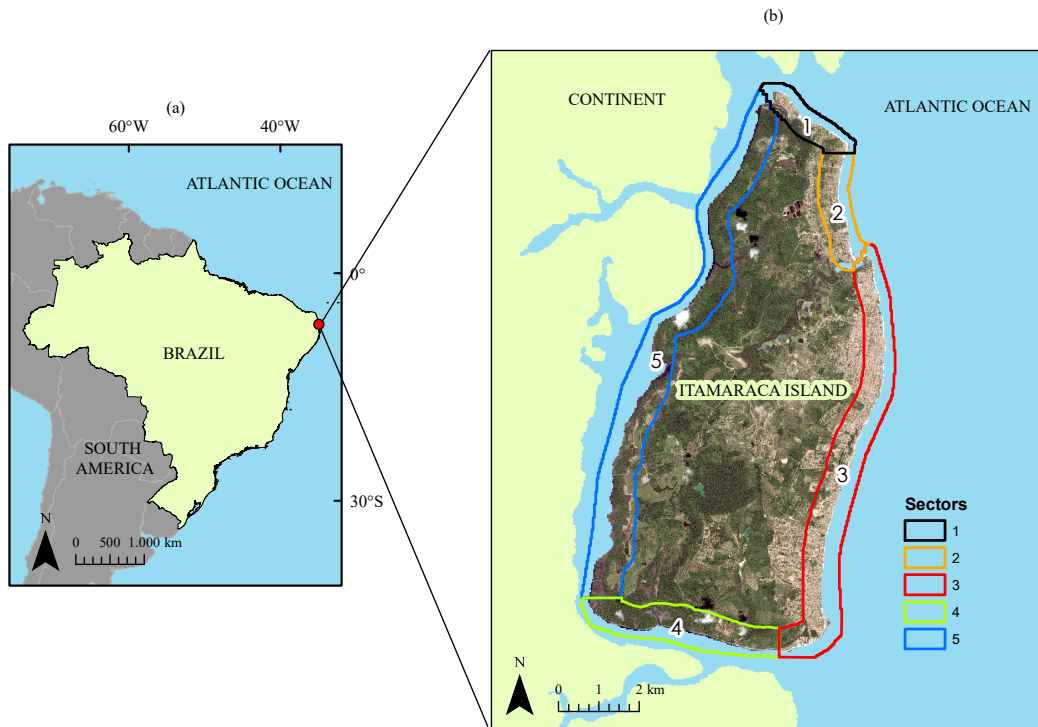 (a)
60°W
40°W
ATLANTIC OCEAN
0°
BRAZIL
SOUTH
AMERICA
30°S
N
0 500 1.000 km
(b)
CONTINENT
ATLANTIC OCEAN
1
2
5
ITAMARACA ISLAND
3
4
Sectors
1
2
3
4
5
N
0 1 2 km